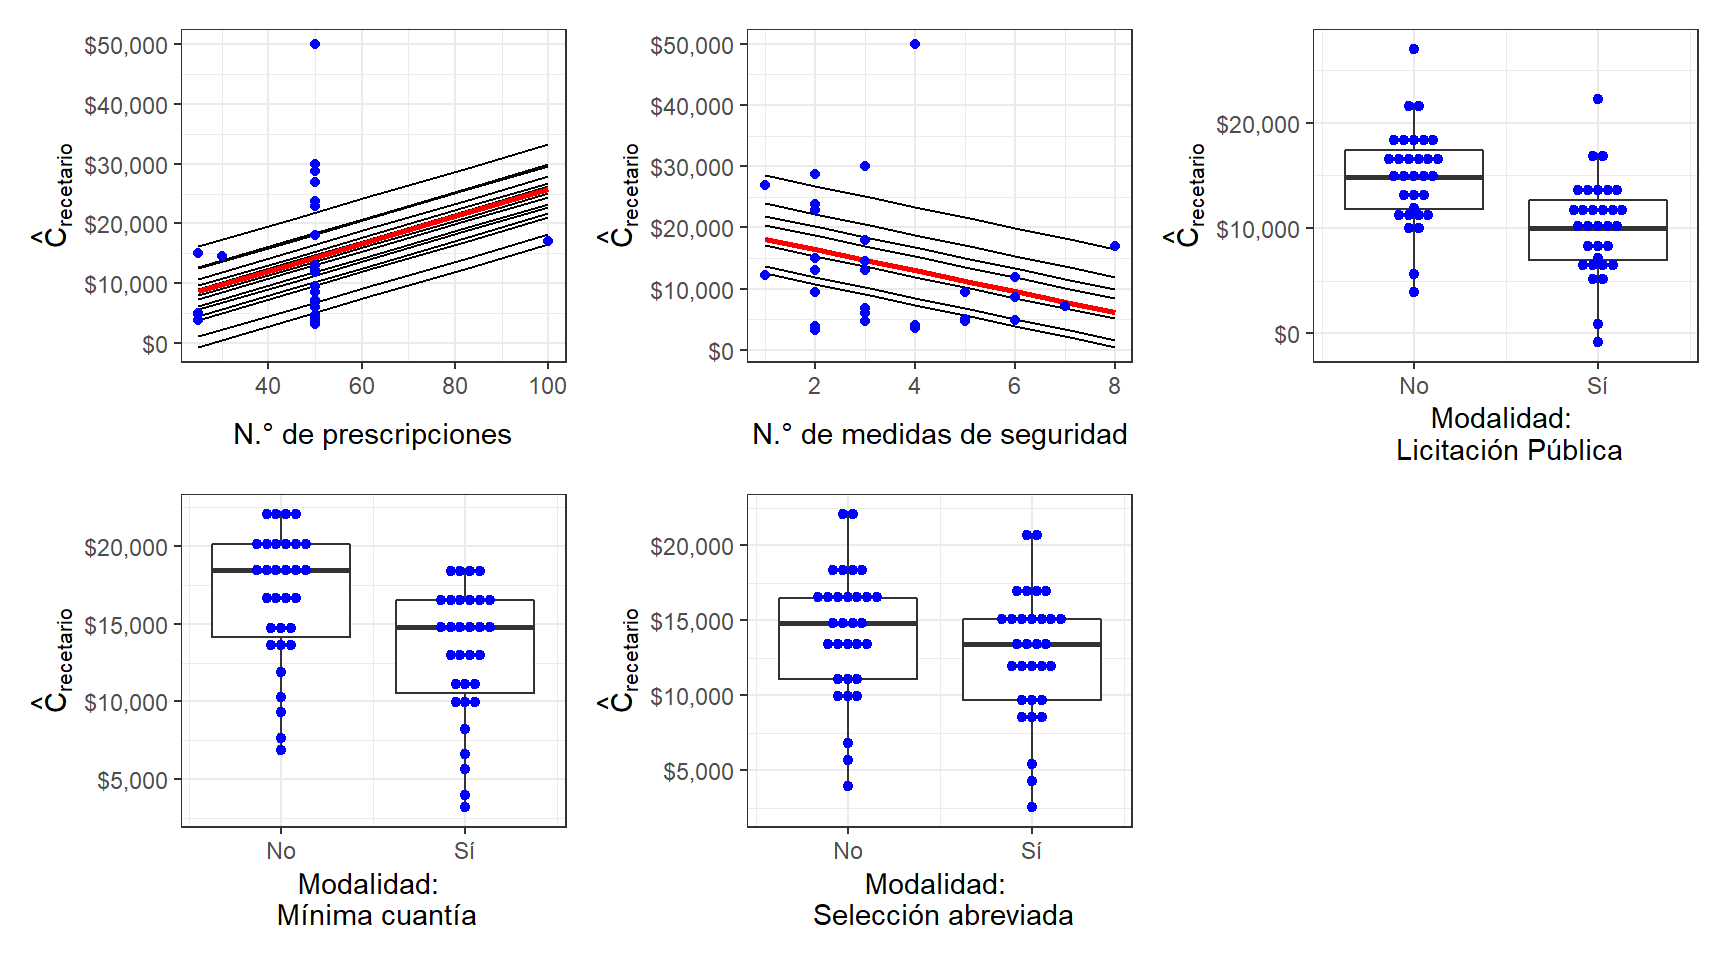 $50,000
$40,000
$30,000
$20,000
$10,000
$0
Ĉrecetario
40 60 80 100
N.° de prescripciones
$50,000
$40,000
$30,000
$20,000
$10,000
$0
Ĉrecetario
2 4 6 8
N.° de medidas de seguridad
$20,000
$10,000
$0
Ĉrecetario
No Sí
Modalidad:
Licitación Pública
$20,000
$15,000
$10,000
$5,000
Ĉrecetario
No Sí
Modalidad:
Mínima cuantía
$20,000
$15,000
$10,000
$5,000
Ĉrecetario
No Sí
Modalidad:
Selección abreviada